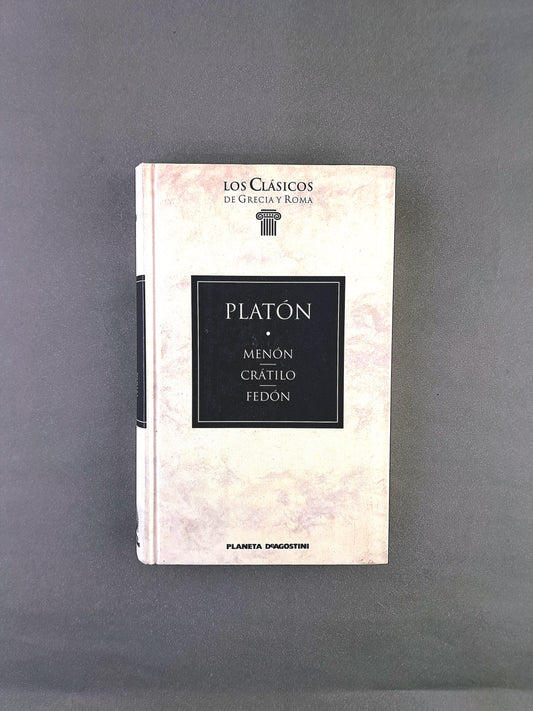 LOS CLÁSICOS
DE GRECIA Y ROMA
PLATÓN
•
MENÓN
CRÁTILO
FEDÓN
PLANETA DEAGOSTINI